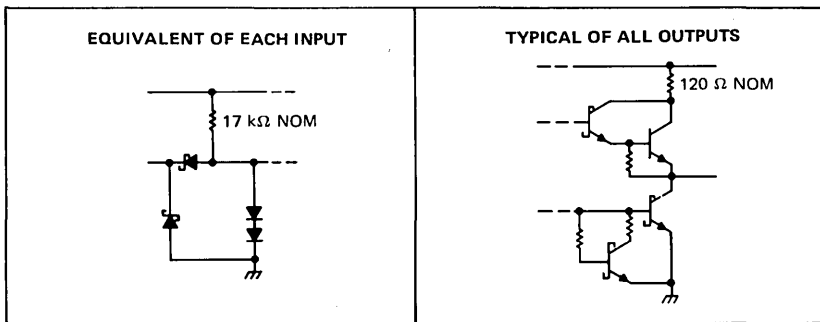 EQUIVALENT OF EACH INPUT
17 kΩ NOM
TYPICAL OF ALL OUTPUTS
120 Ω NOM